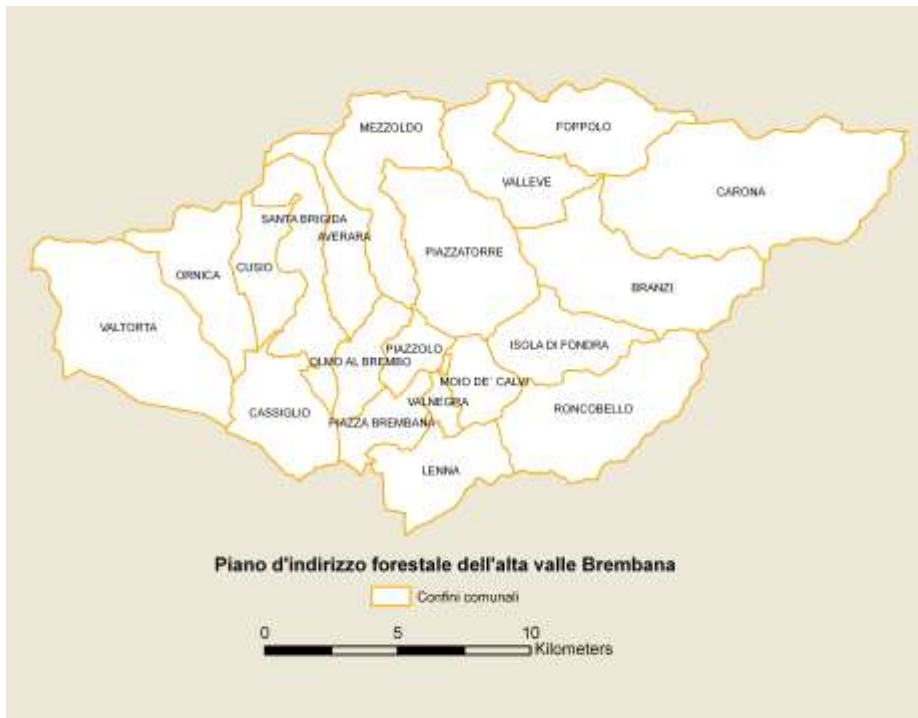 MEZZOLDO
FOPPOLO
VALLEVE
CARONA
SANTA BRIGIDA
AVERARA
PIAZZATORRE
ORNICA
CUSIO
BRANZI
VALTORTA
ISOLA DI FONDRA
PIAZZOLO
OLMO AL BREMBO
MOIO DE` CALVI
VALNEGRA
RONCOBELLO
CASSIGLIO
PIAZZA BREMBANA
LENNA
Piano d'indirizzo forestale dell'alta valle Brembana
Confini comunali
0 5 10
Kilometers